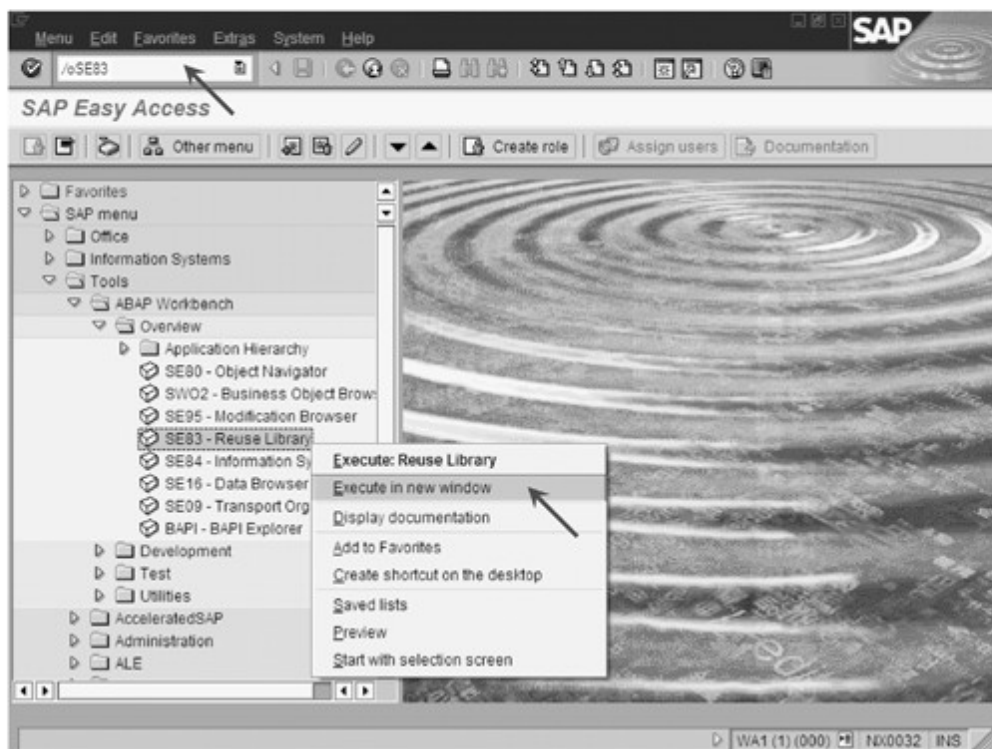 Menu Edit Favorites Extras System Help
SAP
/oSE83
SAP Easy Access
Other menu Create role Assign users Documentation
Favorites
SAP menu
Office
Information Systems
Tools
ABAP Workbench
Overview
Application Hierarchy
SE80 - Object Navigator
SWO2 - Business Object Brow
SE95 - Modification Browser
SE83 - Reuse Library
SE84 - Information Sy
SE16 - Data Browser
SE09 - Transport Org
BAPI - BAPI Explorer
Development
Test
Utilities
AcceleratedSAP
Administration
ALE
Execute: Reuse Library
Execute in new window
Display documentation
Add to Favorites
Create shortcut on the desktop
Saved lists
Preview
Start with selection screen
WA1 (1) (000) NX0032 INS